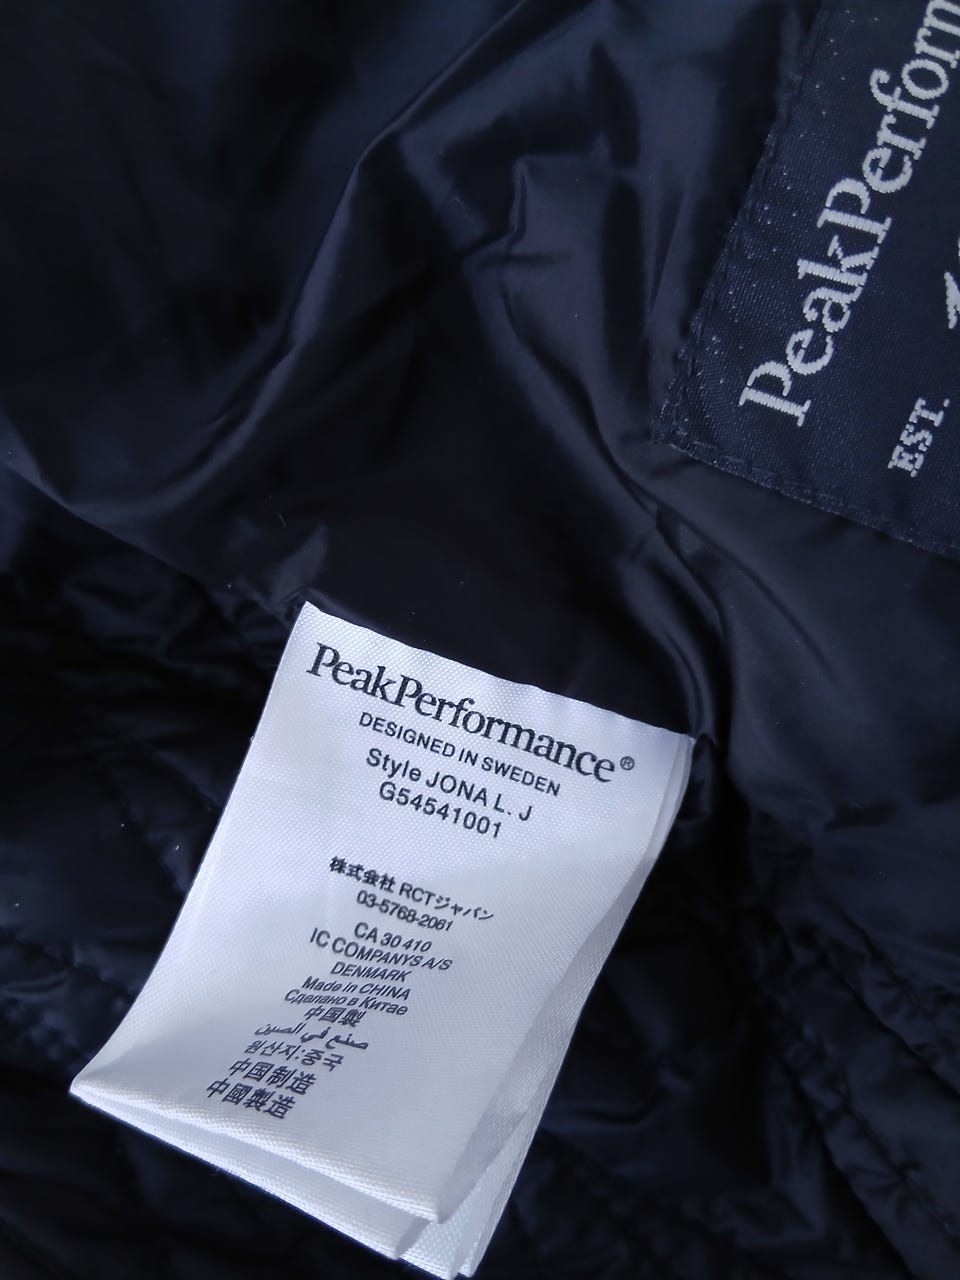 PeakPerform
EST.
PeakPerformance®
DESIGNED IN SWEDEN
Style JONA L. J
G54541001
株式会社 RCTジャパン
03-5768-2061
CA 30 410
IC COMPANYS A/S
DENMARK
Made in CHINA
Сделано в Китае
中国製
صنع في الصين
원산지:중국
中国制造
中國製造